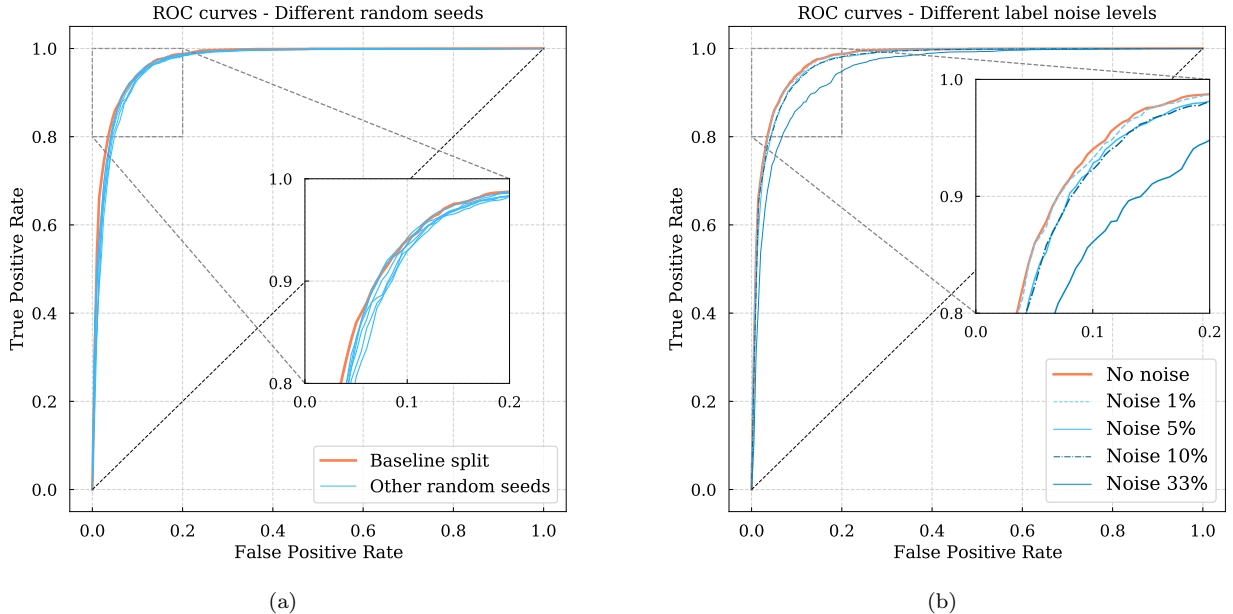 ROC curves - Different random seeds
1.0
0.8
0.6
0.4
0.2
0.0
True Positive Rate
1.0
0.9
0.8
0.0 0.1 0.2
Baseline split
Other random seeds
0.0 0.2 0.4 0.6 0.8 1.0
False Positive Rate
(a)
ROC curves - Different label noise levels
1.0
0.8
0.6
0.4
0.2
0.0
True Positive Rate
1.0
0.9
0.8
0.0 0.1 0.2
No noise
Noise 1%
Noise 5%
Noise 10%
Noise 33%
0.0 0.2 0.4 0.6 0.8 1.0
False Positive Rate
(b)